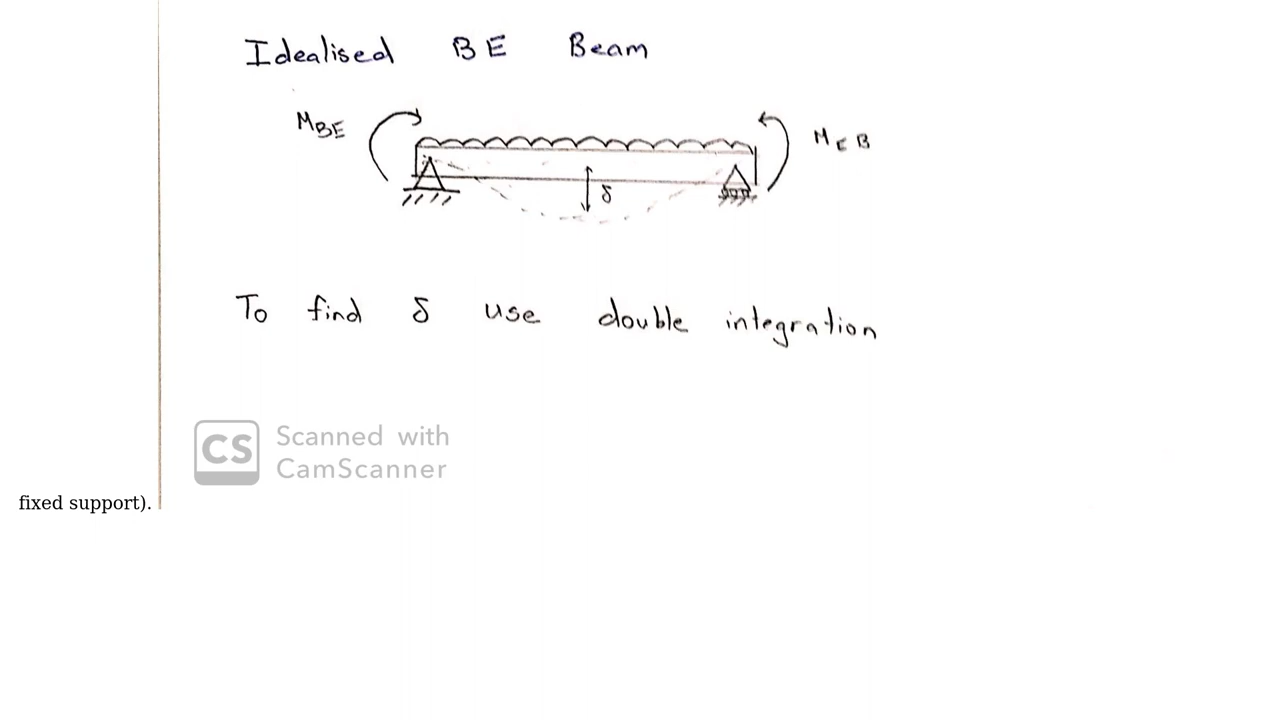 Idealised BE Beam
MBE
MEB
δ
To find δ use double integration
CS Scanned with
CamScanner
fixed support).